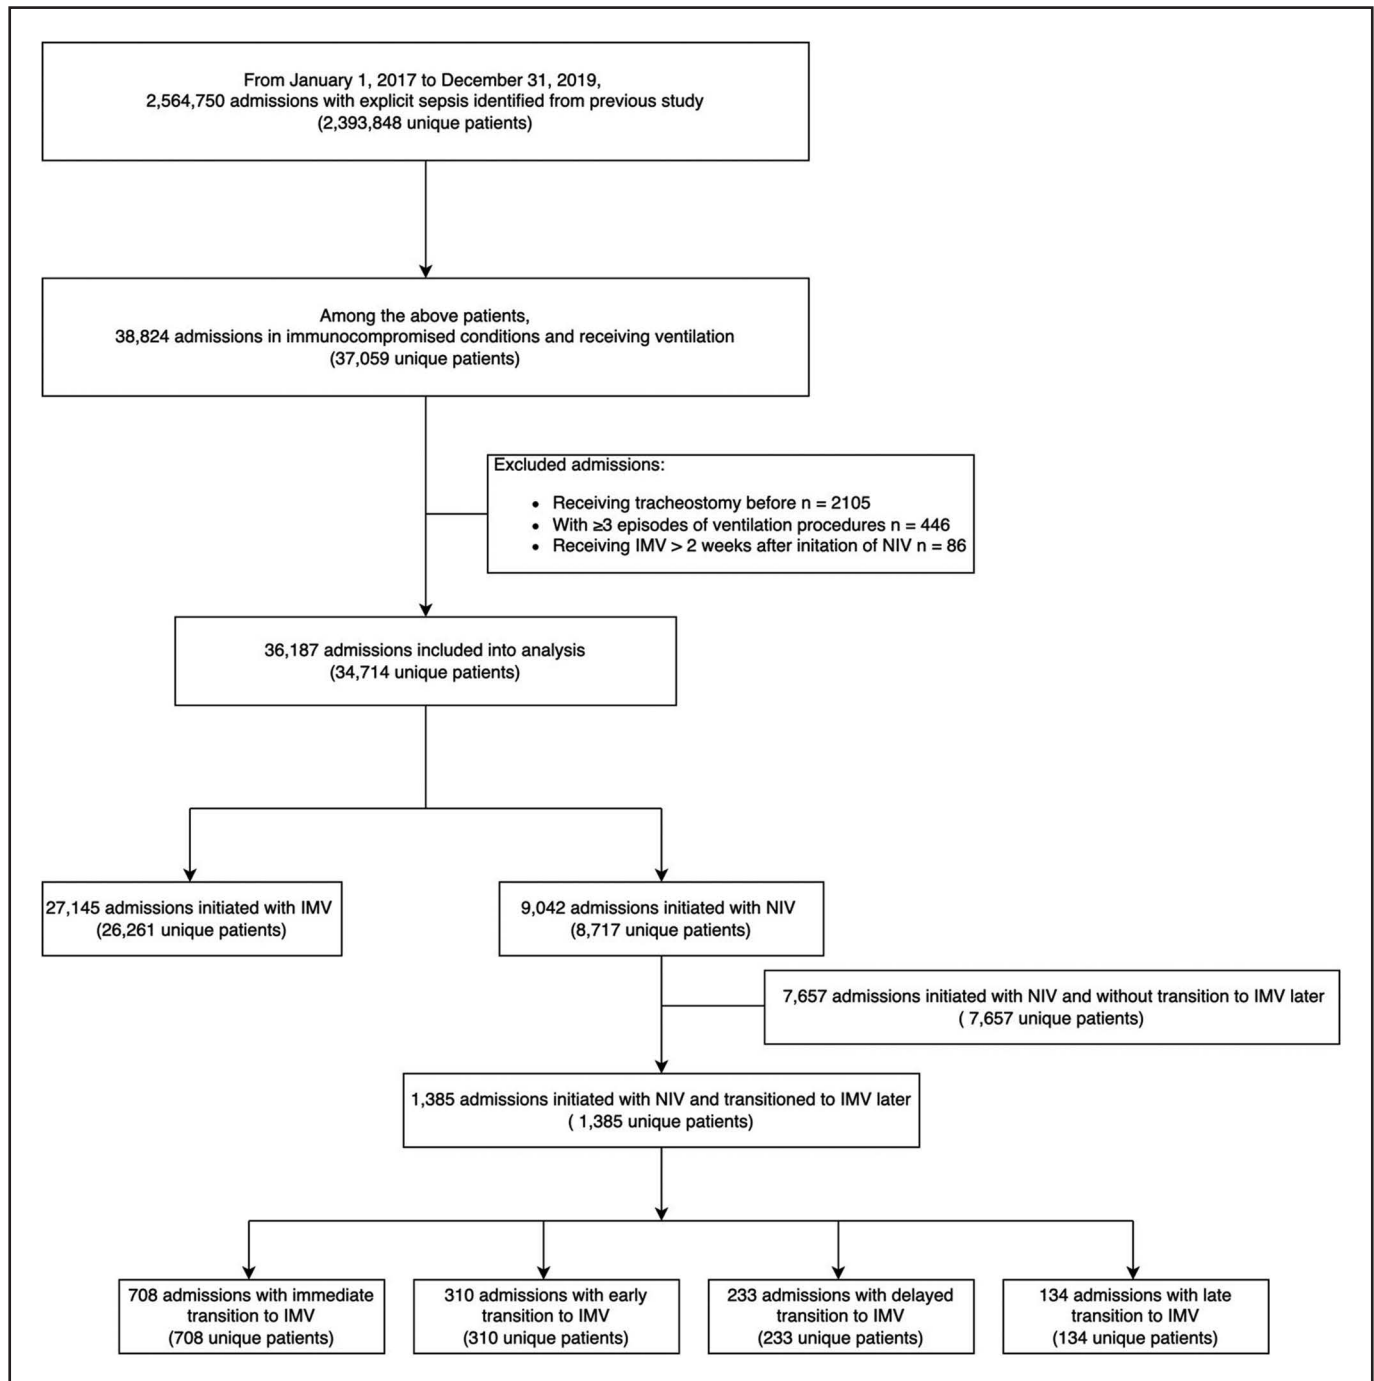 From January 1, 2017 to December 31, 2019,
2,564,750 admissions with explicit sepsis identified from previous study
(2,393,848 unique patients)
Among the above patients,
38,824 admissions in immunocompromised conditions and receiving ventilation
(37,059 unique patients)
Excluded admissions:
• Receiving tracheostomy before n = 2105
• With ≥3 episodes of ventilation procedures n = 446
• Receiving IMV > 2 weeks after initation of NIV n = 86
36,187 admissions included into analysis
(34,714 unique patients)
27,145 admissions initiated with IMV
(26,261 unique patients)
9,042 admissions initiated with NIV
(8,717 unique patients)
7,657 admissions initiated with NIV and without transition to IMV later
( 7,657 unique patients)
1,385 admissions initiated with NIV and transitioned to IMV later
( 1,385 unique patients)
708 admissions with immediate
transition to IMV
(708 unique patients)
310 admissions with early
transition to IMV
(310 unique patients)
233 admissions with delayed
transition to IMV
(233 unique patients)
134 admissions with late
transition to IMV
(134 unique patients)